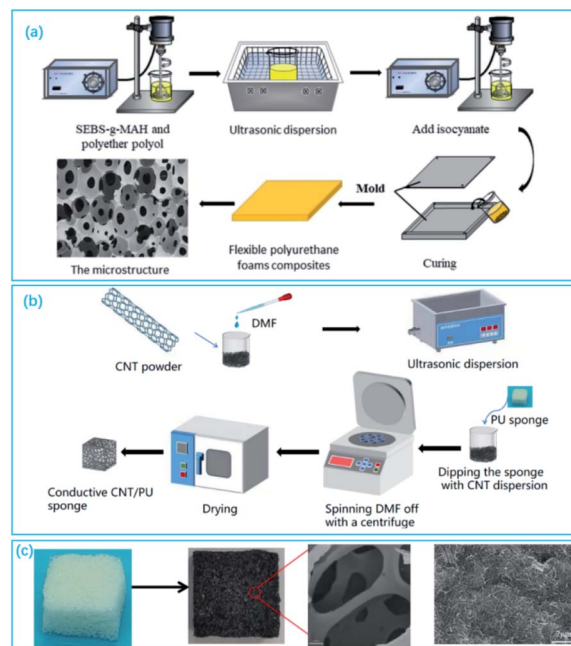 (a)
SEBS-g-MAH and
polyether polyol
Ultrasonic dispersion
Add isocyanate
Mold
The microstructure
Flexible polyurethane
foams composites
Curing
(b)
CNT powder
DMF
Ultrasonic dispersion
PU sponge
Conductive CNT/PU
sponge
Drying
Spinning DMF off
with a centrifuge
Dipping the sponge
with CNT dispersion
(c)